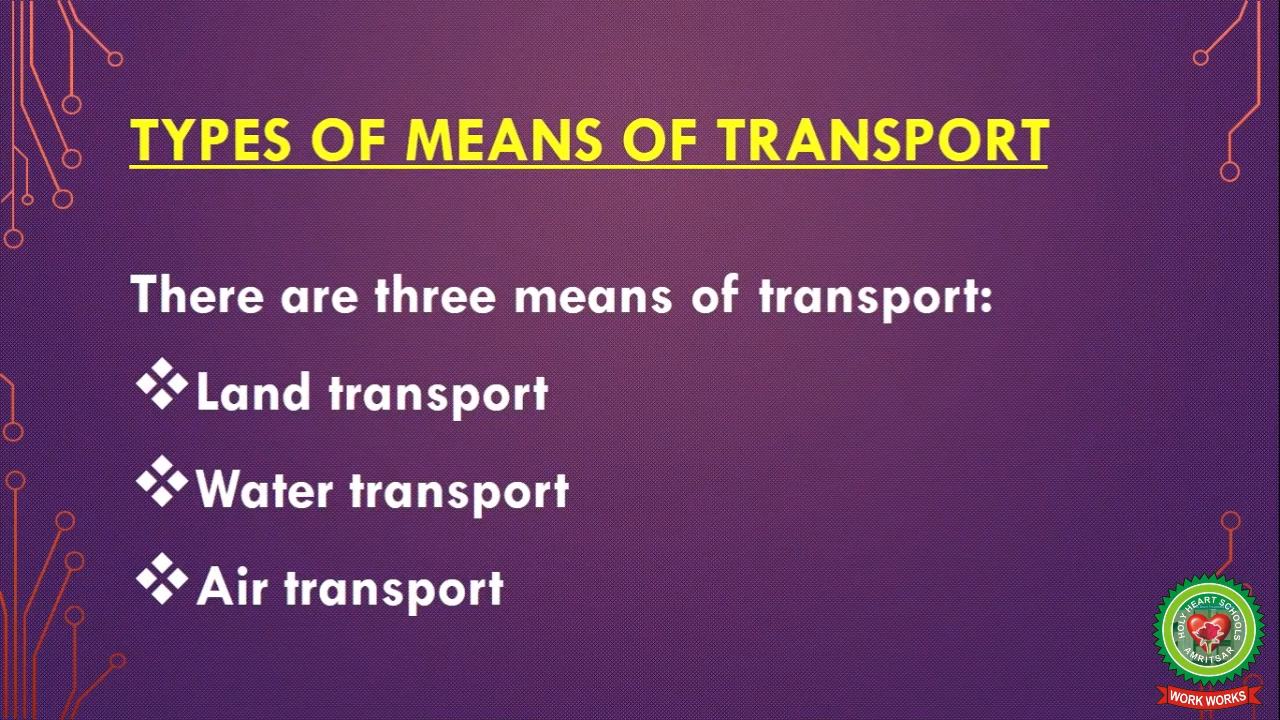 TYPES OF MEANS OF TRANSPORT
There are three means of transport:
❖Land transport
❖Water transport
❖Air transport
HOLY HEART SCHOOLS
AMRITSAR
WORK WORKS